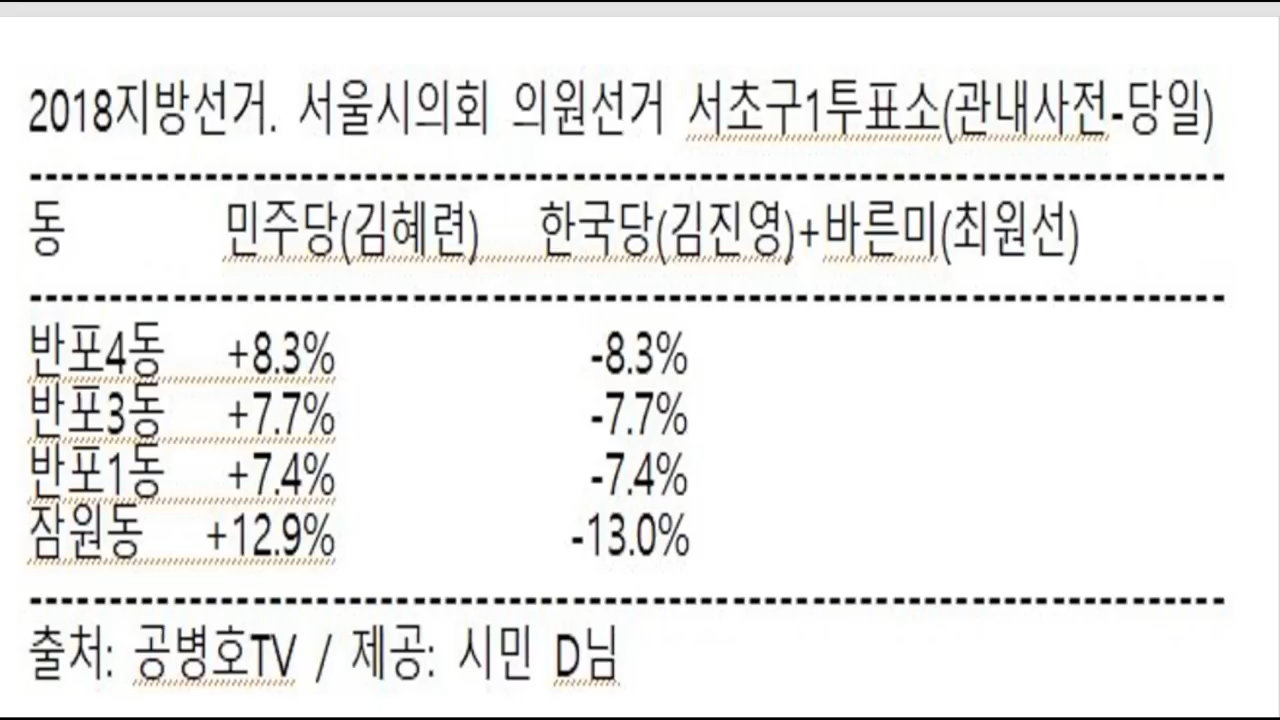 2018지방선거. 서울시의회 의원선거 서초구1투표소(관내사전-당일)
동 민주당(김혜련) 한국당(김진영)+바른미(최원선)
반포4동 +8.3% -8.3%
반포3동 +7.7% -7.7%
반포1동 +7.4% -7.4%
잠원동 +12.9% -13.0%
출처: 공병호TV / 제공: 시민 D님